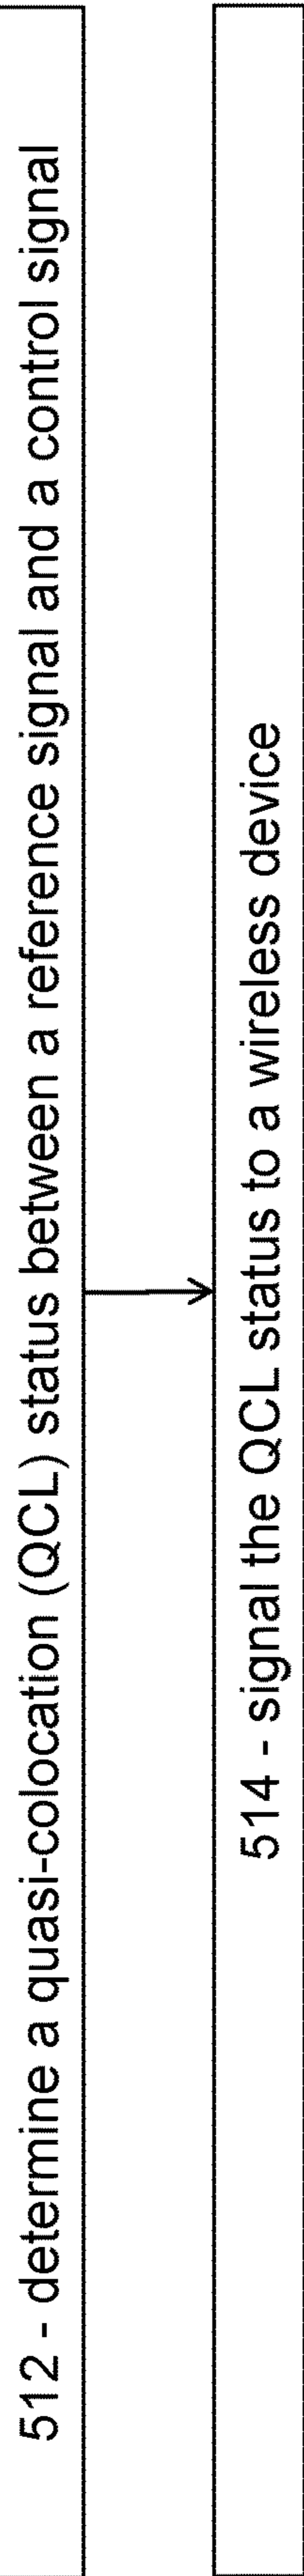 512 - determine a quasi-colocation (QCL) status between a reference signal and a control signal
514 - signal the QCL status to a wireless device